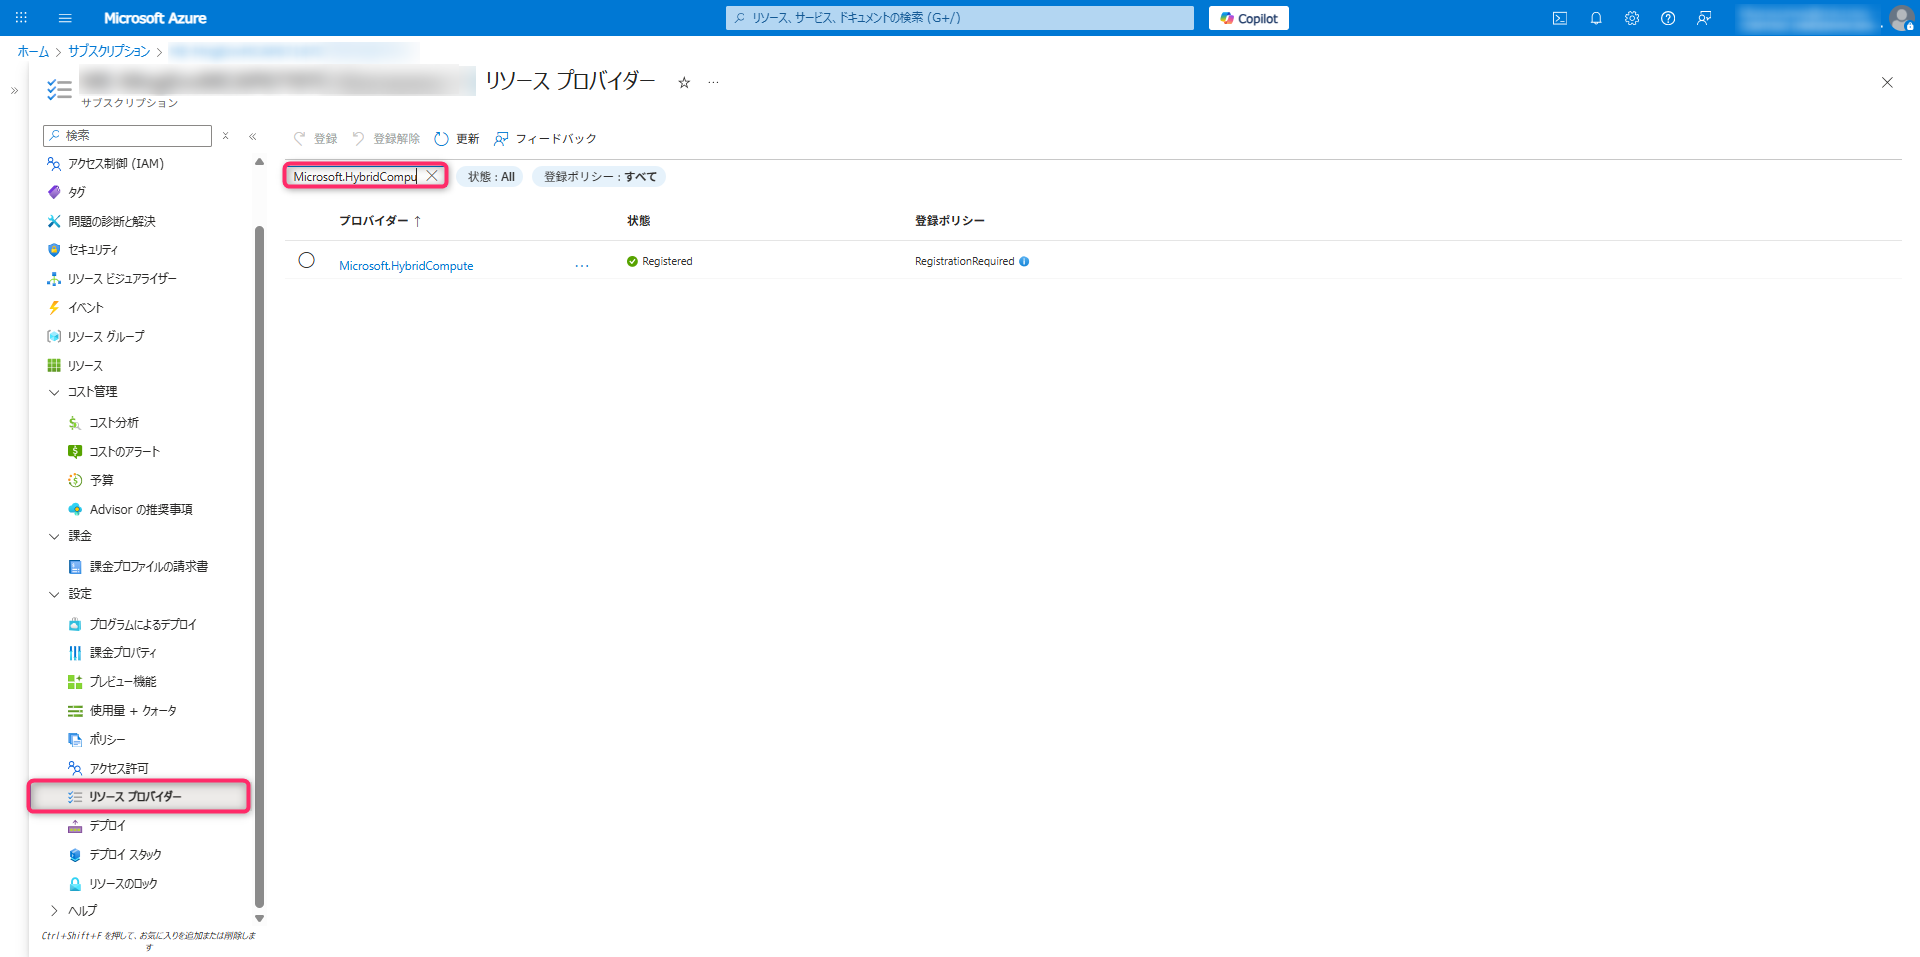 Microsoft Azure
リソース、サービス、ドキュメントの検索 (G+/)
Copilot
ホーム > サブスクリプション >
リソース プロバイダー
サブスクリプション
検索
登録
登録解除
更新
フィードバック
Microsoft.HybridCompu
状態 : All
登録ポリシー : すべて
プロバイダー ↑
状態
登録ポリシー
Microsoft.HybridCompute
Registered
RegistrationRequired
アクセス制御 (IAM)
タグ
問題の診断と解決
セキュリティ
リソース ビジュアライザー
イベント
リソース グループ
リソース
コスト管理
コスト分析
コストのアラート
予算
Advisor の推奨事項
課金
課金プロファイルの請求書
設定
プログラムによるデプロイ
課金プロパティ
プレビュー機能
使用量 + クォータ
ポリシー
アクセス許可
リソース プロバイダー
デプロイ
デプロイ スタック
リソースのロック
ヘルプ
Ctrl+Shift+F を押して、お気に入りを追加または削除しま
す